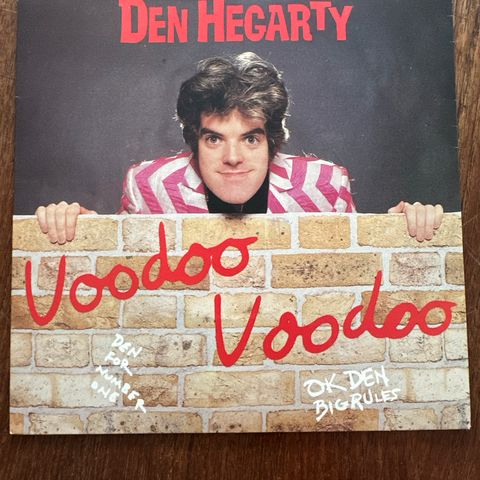 DEN HEGARTY
Voodoo
Voodoo
DEN
FOR
NUMBER
ONE
OK DEN
BIG RULES